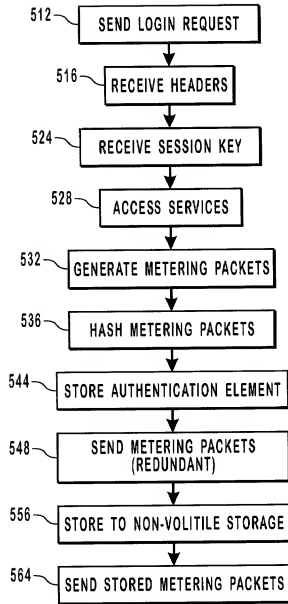 512
SEND LOGIN REQUEST
516
RECEIVE HEADERS
524
RECEIVE SESSION KEY
528
ACCESS SERVICES
532
GENERATE METERING PACKETS
536
HASH METERING PACKETS
544
STORE AUTHENTICATION ELEMENT
548
SEND METERING PACKETS
(REDUNDANT)
556
STORE TO NON-VOLITILE STORAGE
564
SEND STORED METERING PACKETS